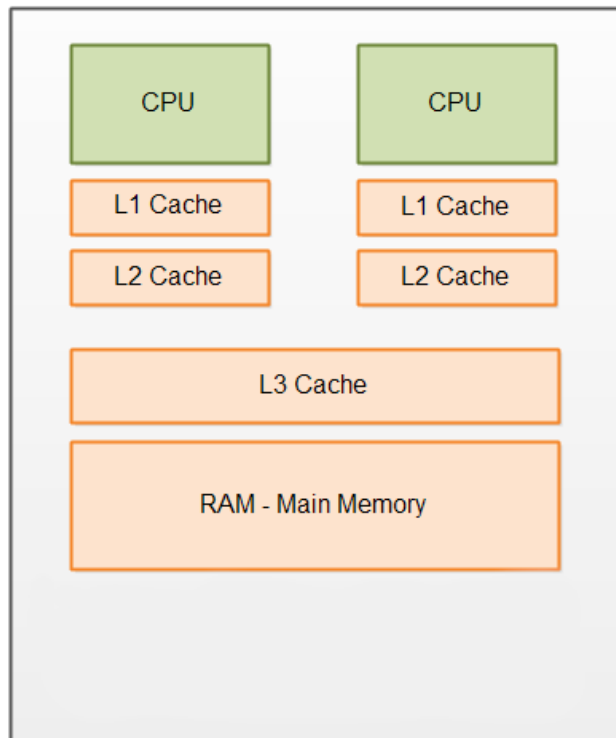 CPU
CPU
L1 Cache
L1 Cache
L2 Cache
L2 Cache
L3 Cache
RAM - Main Memory